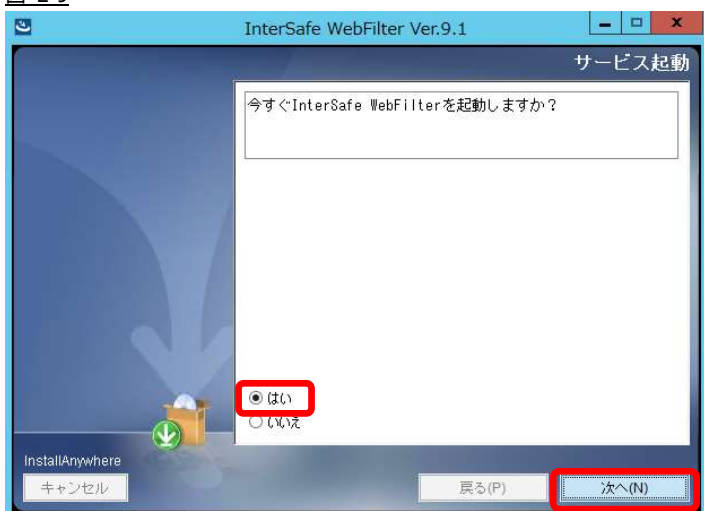 InterSafe WebFilter Ver.9.1
サービス起動
今すぐInterSafe WebFilterを起動しますか？
はい
いいえ
InstallAnywhere
キャンセル
戻る(P)
次へ(N)